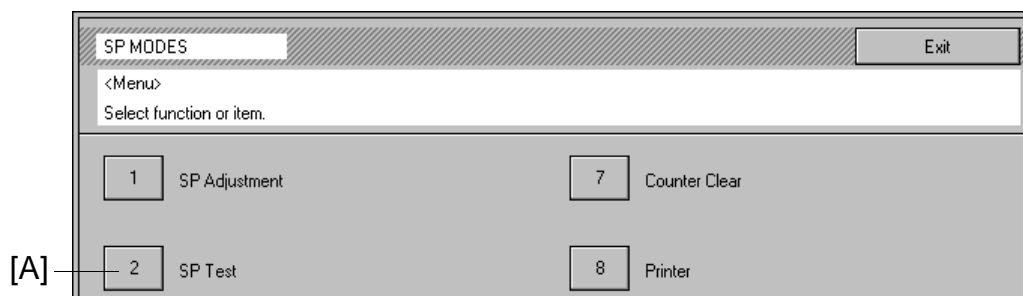 SP MODES Exit
<Menu>
Select function or item.
1 SP Adjustment 7 Counter Clear
[A] 2 SP Test 8 Printer